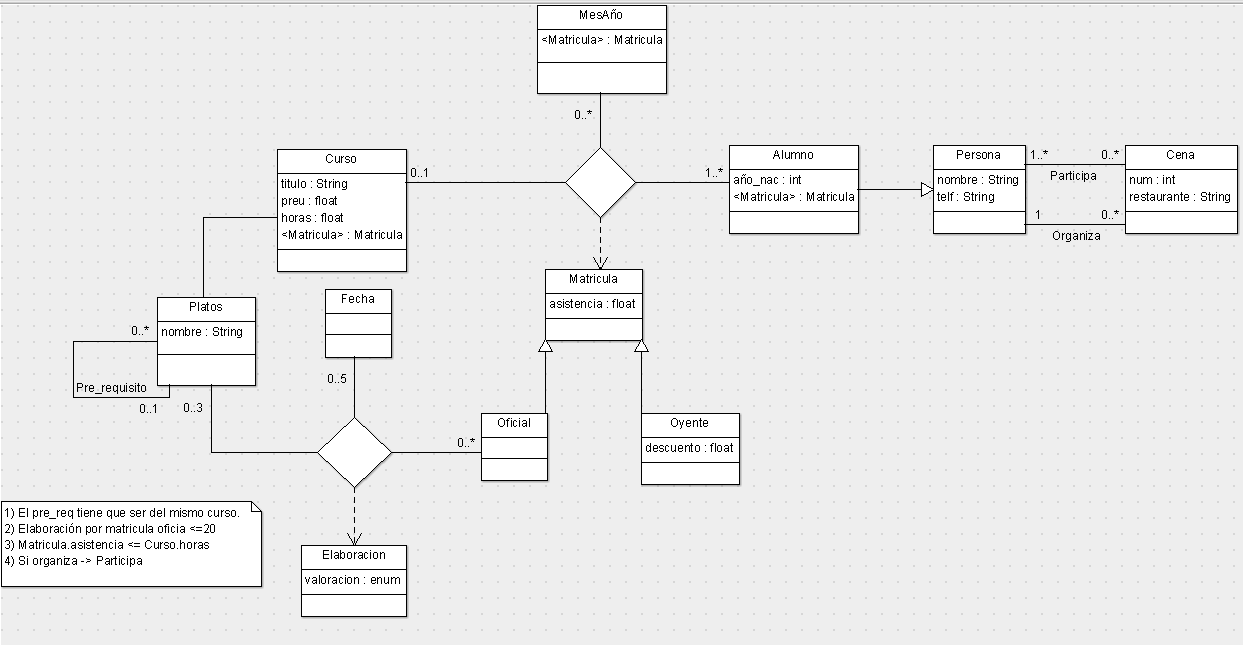 MesAño
<Matricula> : Matricula
0..*
Curso
titulo : String
preu : float
horas : float
<Matricula> : Matricula
0..1
1..*
Alumno
año_nac : int
<Matricula> : Matricula
Persona
nombre : String
telf : String
1..*
0..*
Participa
1
0..*
Organiza
Cena
num : int
restaurante : String
Matricula
asistencia : float
Fecha
0..5
Platos
nombre : String
0..*
Pre_requisito
0..1
0..3
0..*
Oficial
Oyente
descuento : float
1) El pre_req tiene que ser del mismo curso.
2) Elaboración por matricula oficia <=20
3) Matricula.asistencia <= Curso.horas
4) Si organiza -> Participa
Elaboracion
valoracion : enum